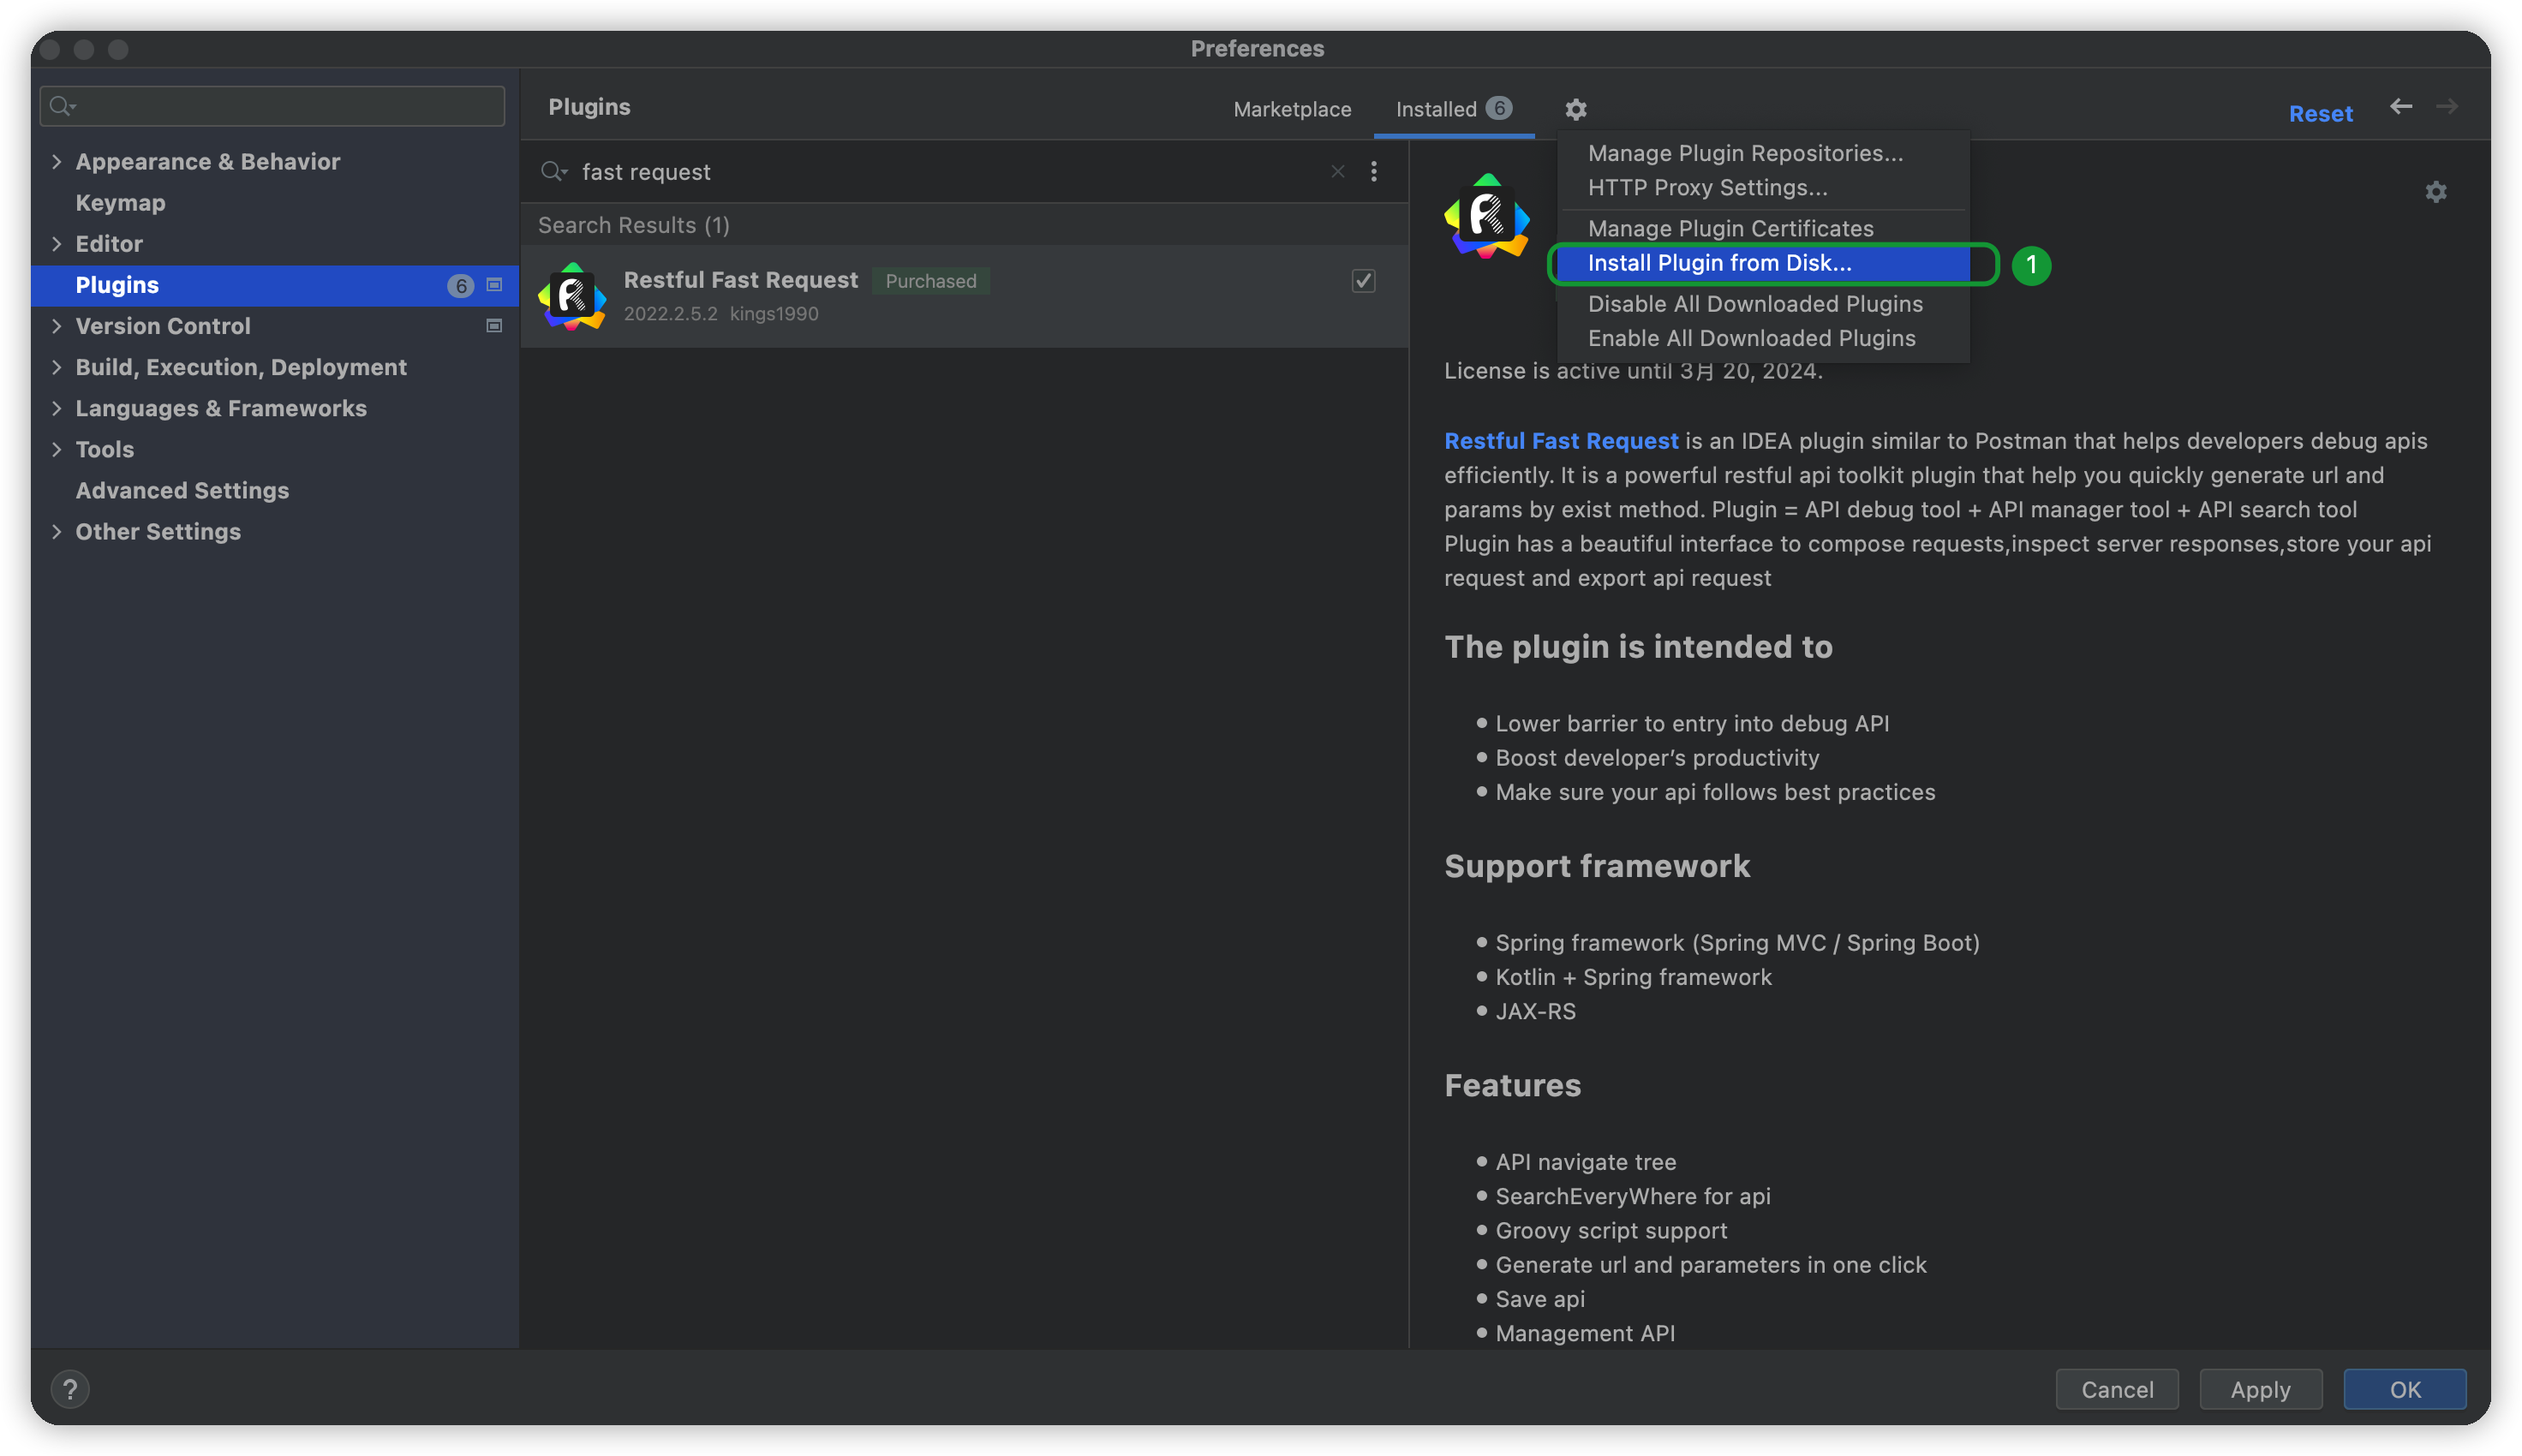 Preferences
Appearance & Behavior
Keymap
Editor
Plugins
6
Version Control
Build, Execution, Deployment
Languages & Frameworks
Tools
Advanced Settings
Other Settings
Plugins
Marketplace
Installed 6
Reset
fast request
Search Results (1)
Restful Fast Request Purchased
2022.2.5.2 kings1990
Manage Plugin Repositories...
HTTP Proxy Settings...
Manage Plugin Certificates
Install Plugin from Disk...
1
Disable All Downloaded Plugins
Enable All Downloaded Plugins
License is active until 3月 20, 2024.
Restful Fast Request is an IDEA plugin similar to Postman that helps developers debug apis
efficiently. It is a powerful restful api toolkit plugin that help you quickly generate url and
params by exist method. Plugin = API debug tool + API manager tool + API search tool
Plugin has a beautiful interface to compose requests,inspect server responses,store your api
request and export api request
The plugin is intended to
• Lower barrier to entry into debug API
• Boost developer’s productivity
• Make sure your api follows best practices
Support framework
• Spring framework (Spring MVC / Spring Boot)
• Kotlin + Spring framework
• JAX-RS
Features
• API navigate tree
• SearchEveryWhere for api
• Groovy script support
• Generate url and parameters in one click
• Save api
• Management API
?
Cancel
Apply
OK